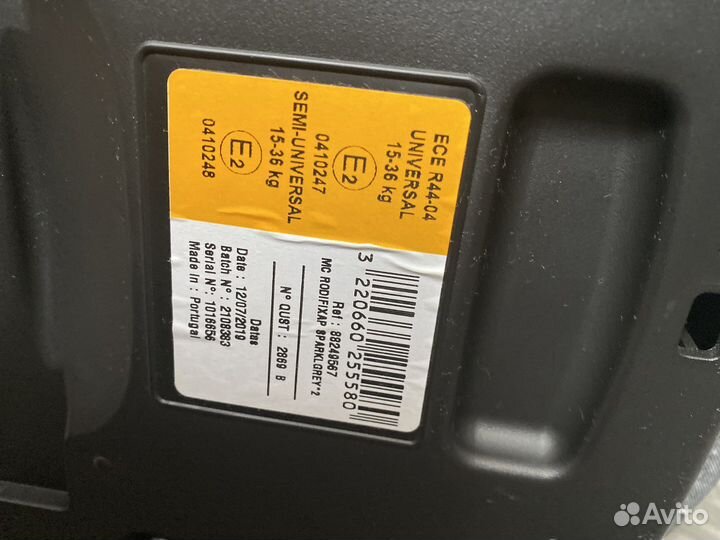 ECE R44-04
UNIVERSAL
15-36 kg
E2
0410247
SEMI-UNIVERSAL
15-36 kg
E2
0410248
3 220660 255580
MC RODIFIXAP SPARKLGREY*2
Ref : 88249567
N° QUST : 2869 B
Datas
Date : 12/07/2019
Batch N° : 2108383
Serial N° : 1016656
Made in : Portugal
Avito